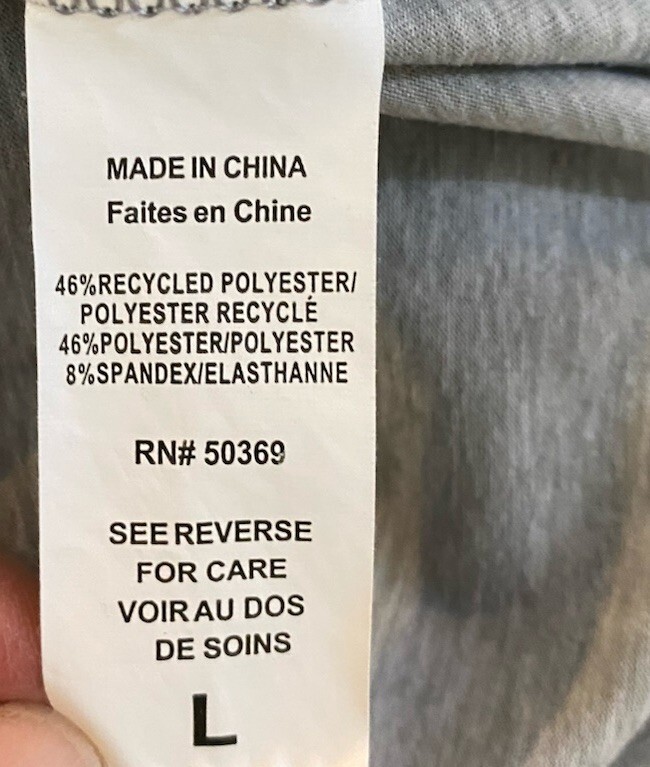 MADE IN CHINA
Faites en Chine
46%RECYCLED POLYESTER/
POLYESTER RECYCLÉ
46%POLYESTER/POLYESTER
8%SPANDEX/ELASTHANNE
RN# 50369
SEE REVERSE
FOR CARE
VOIR AU DOS
DE SOINS
L